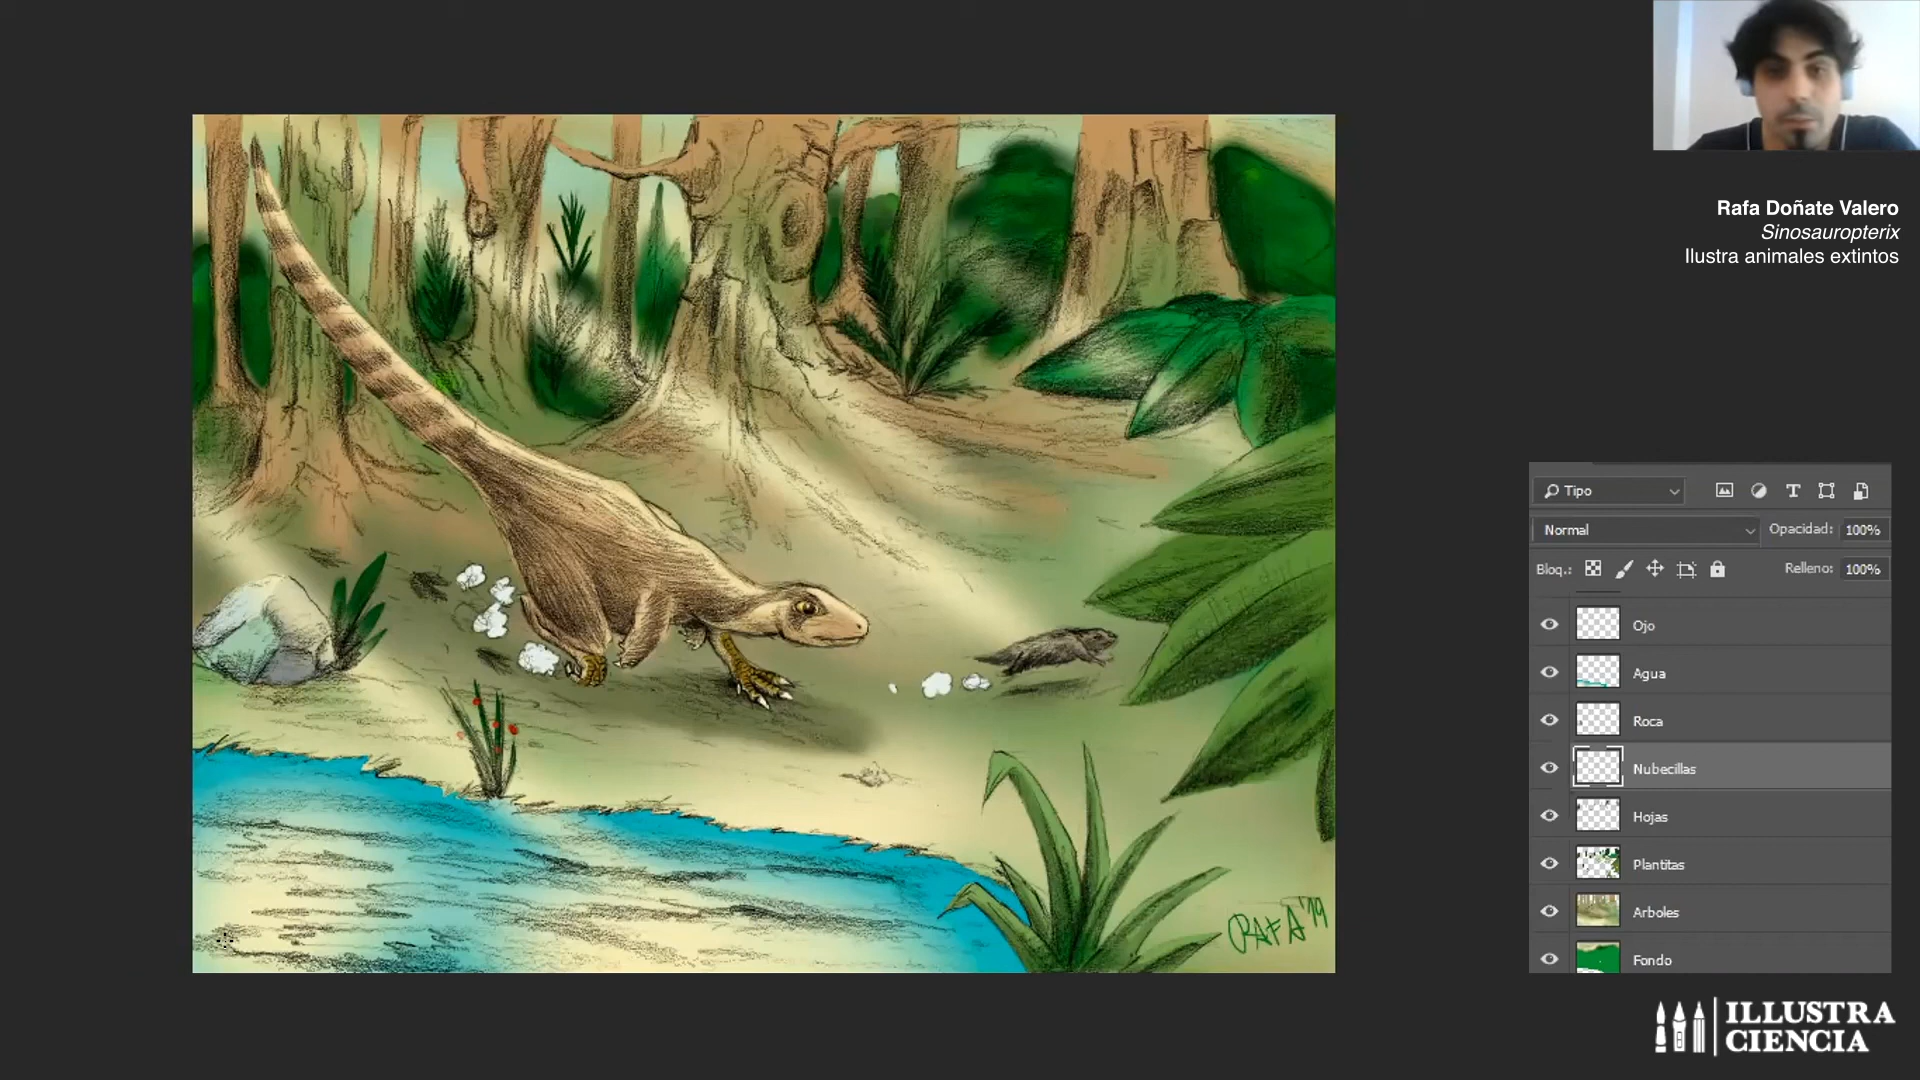 Rafa Doñate Valero
Sinosauropterix
Ilustra animales extintos
Tipo
Normal
Opacidad: 100%
Bloq.:
Relleno: 100%
Ojo
Agua
Roca
Nubecillas
Hojas
Plantitas
Arboles
Fondo
RAFA '19
ILLUSTRA
CIENCIA